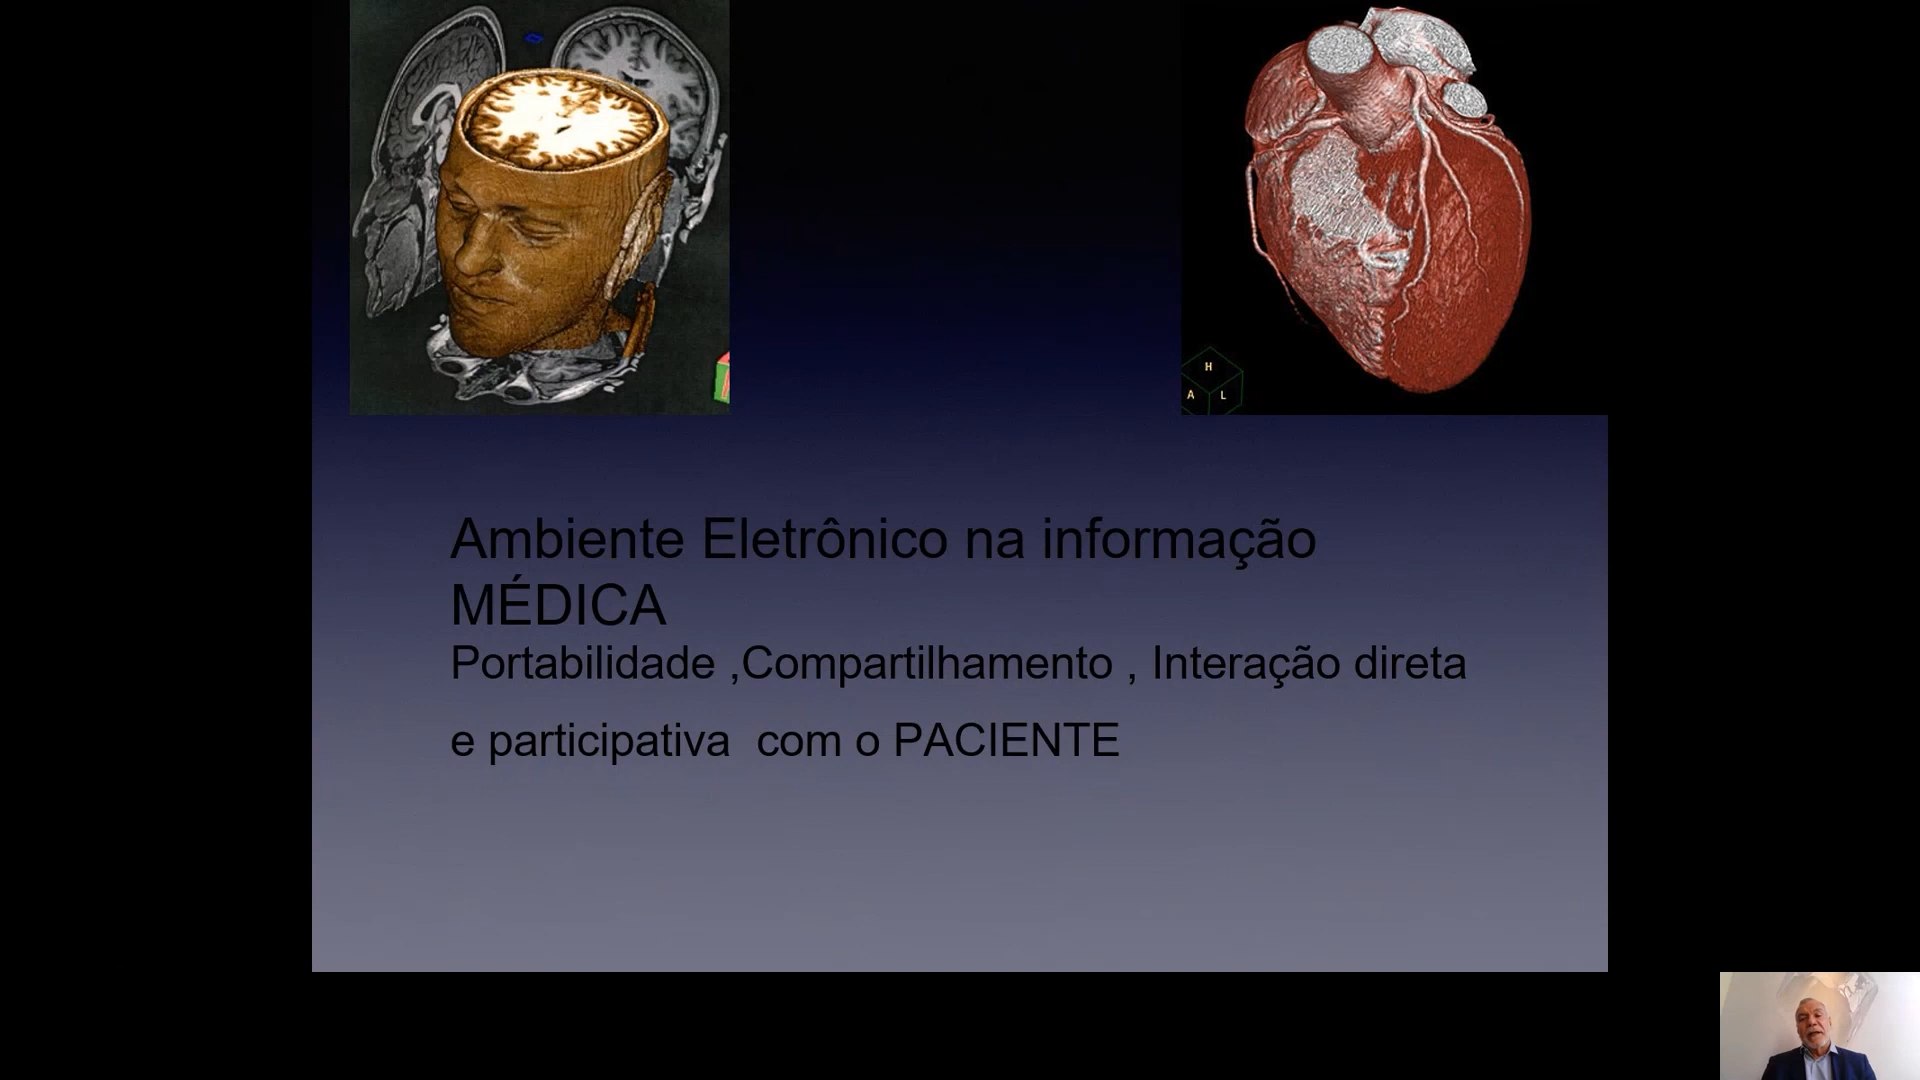 H
A L
Ambiente Eletrônico na informação
MÉDICA
Portabilidade ,Compartilhamento , Interação direta
e participativa  com o PACIENTE